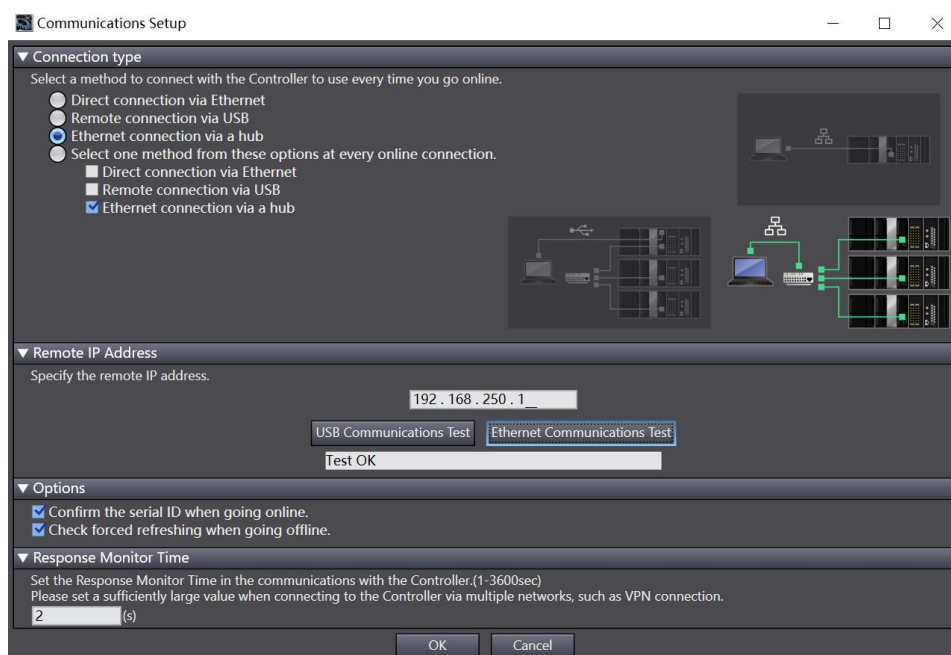 Communications Setup
▼ Connection type
Select a method to connect with the Controller to use every time you go online.
Direct connection via Ethernet
Remote connection via USB
Ethernet connection via a hub
Select one method from these options at every online connection.
Direct connection via Ethernet
Remote connection via USB
Ethernet connection via a hub
▼ Remote IP Address
Specify the remote IP address.
192 . 168 . 250 . 1__
USB Communications Test Ethernet Communications Test
Test OK
▼ Options
Confirm the serial ID when going online.
Check forced refreshing when going offline.
▼ Response Monitor Time
Set the Response Monitor Time in the communications with the Controller.(1-3600sec)
Please set a sufficiently large value when connecting to the Controller via multiple networks, such as VPN connection.
2 (s)
OK Cancel